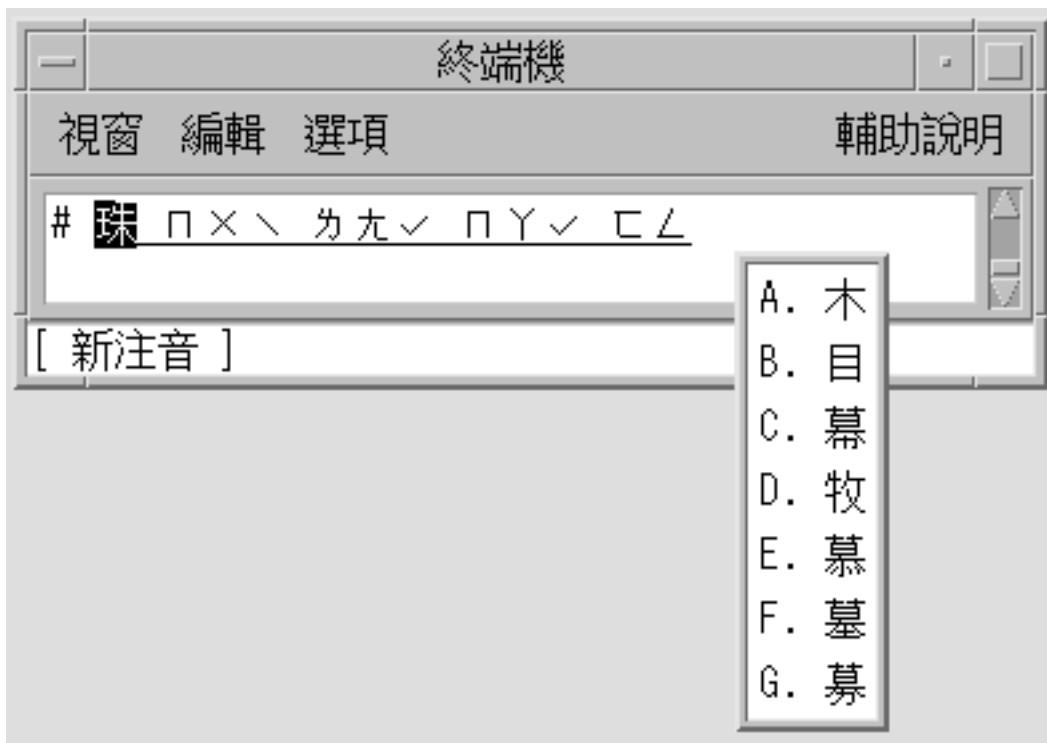 終端機
視窗 編輯 選項 輔助說明
# 珠 ㄇㄨˋ ㄌㄤˇ ㄇㄚˇ ㄈㄥ
[ 新注音 ]
A. 木
B. 目
C. 幕
D. 牧
E. 慕
F. 墓
G. 募